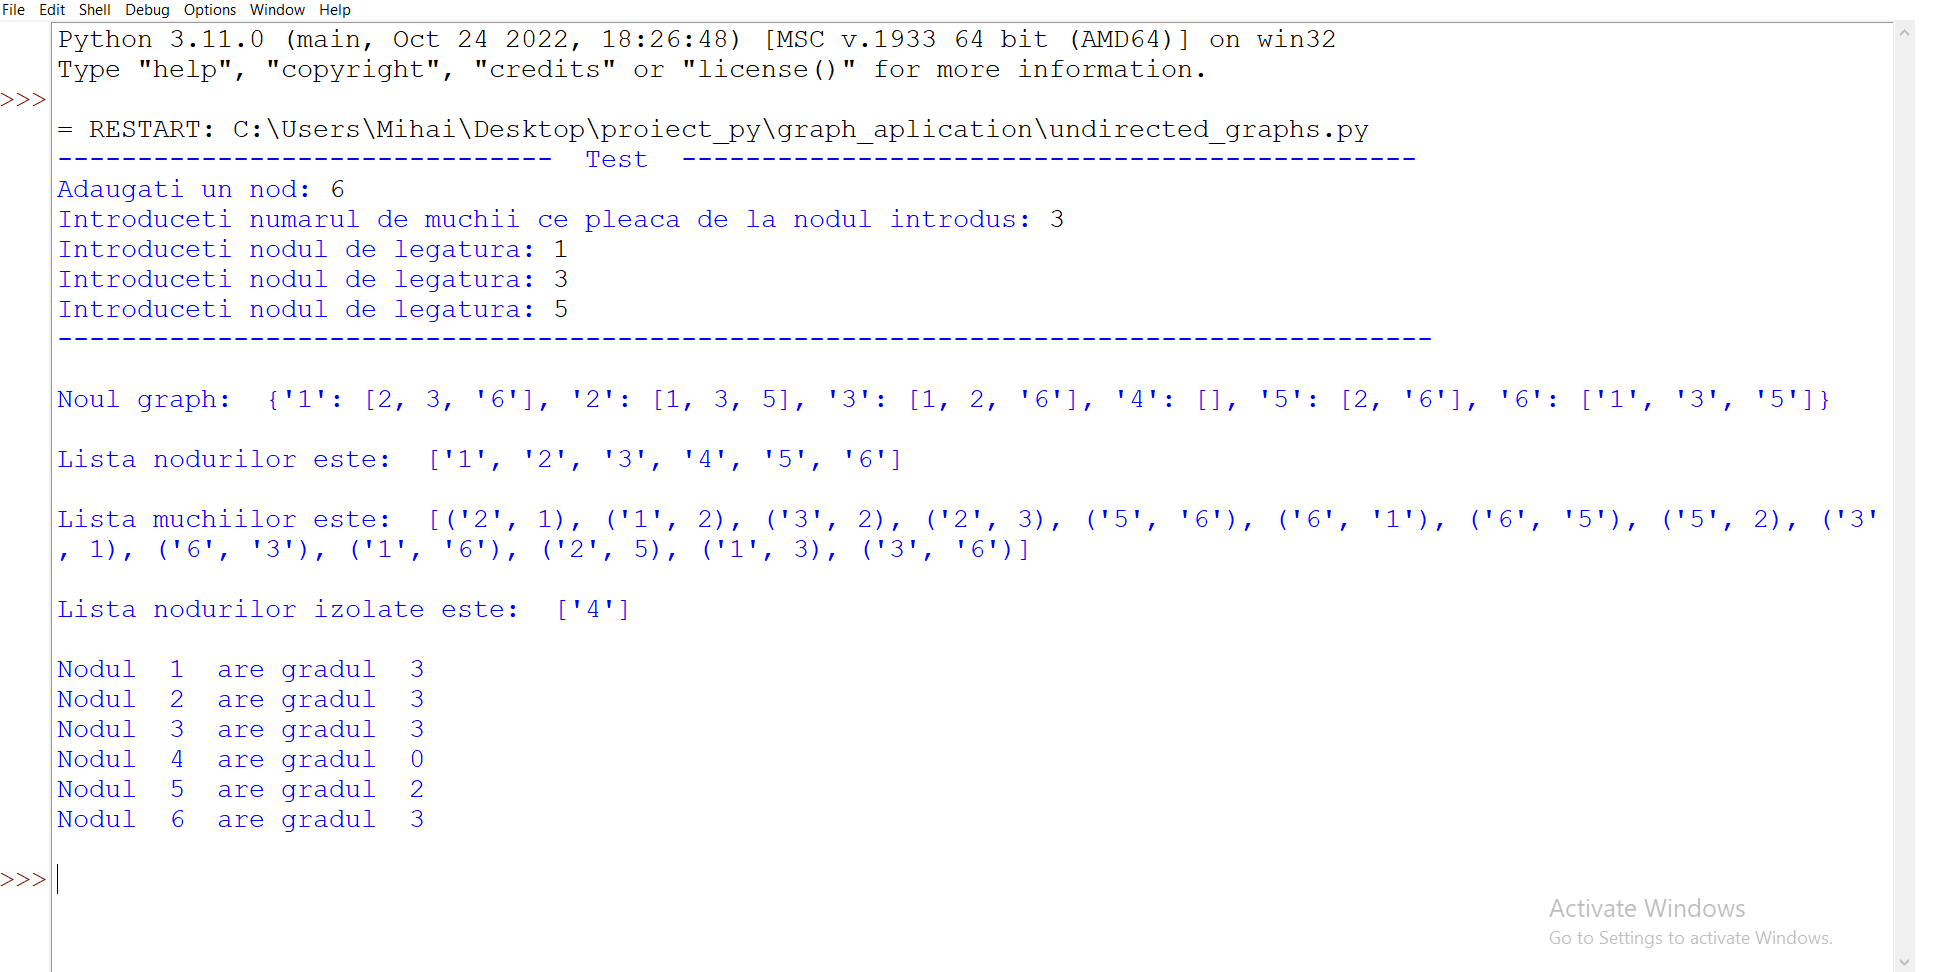 File Edit Shell Debug Options Window Help
Python 3.11.0 (main, Oct 24 2022, 18:26:48) [MSC v.1933 64 bit (AMD64)] on win32
Type "help", "copyright", "credits" or "license()" for more information.
>>>
= RESTART: C:\Users\Mihai\Desktop\proiect_py\graph_aplication\undirected_graphs.py
-------------------------------  Test  ----------------------------------------------
Adaugati un nod: 6
Introduceti numarul de muchii ce pleaca de la nodul introdus: 3
Introduceti nodul de legatura: 1
Introduceti nodul de legatura: 3
Introduceti nodul de legatura: 5
--------------------------------------------------------------------------------------
Noul graph:  {'1': [2, 3, '6'], '2': [1, 3, 5], '3': [1, 2, '6'], '4': [], '5': [2, '6'], '6': ['1', '3', '5']}
Lista nodurilor este:  ['1', '2', '3', '4', '5', '6']
Lista muchiilor este:  [('2', 1), ('1', 2), ('3', 2), ('2', 3), ('5', '6'), ('6', '1'), ('6', '5'), ('5', 2), ('3'
, 1), ('6', '3'), ('1', '6'), ('2', 5), ('1', 3), ('3', '6')]
Lista nodurilor izolate este:  ['4']
Nodul  1  are gradul  3
Nodul  2  are gradul  3
Nodul  3  are gradul  3
Nodul  4  are gradul  0
Nodul  5  are gradul  2
Nodul  6  are gradul  3
>>>
Activate Windows
Go to Settings to activate Windows.